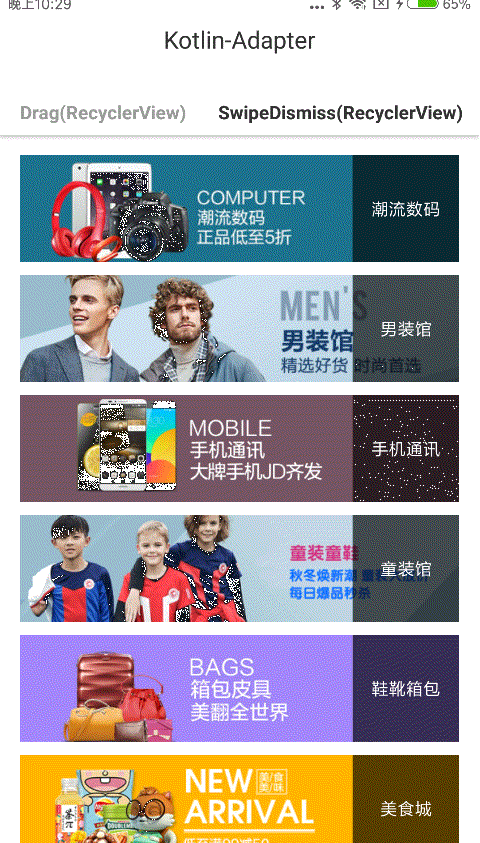 晚上10:29
65%
Kotlin-Adapter
Drag(RecyclerView)
SwipeDismiss(RecyclerView)
COMPUTER
潮流数码
正品低至5折
潮流数码
MEN'S
男装馆
精选好货 时尚首选
男装馆
MOBILE
手机通讯
大牌手机JD齐发
手机通讯
童装童鞋
秋冬焕新潮
每日爆品秒杀
童装馆
BAGS
箱包皮具
美翻全世界
鞋靴箱包
NEW
美食
美味
ARRIVAL
美食城